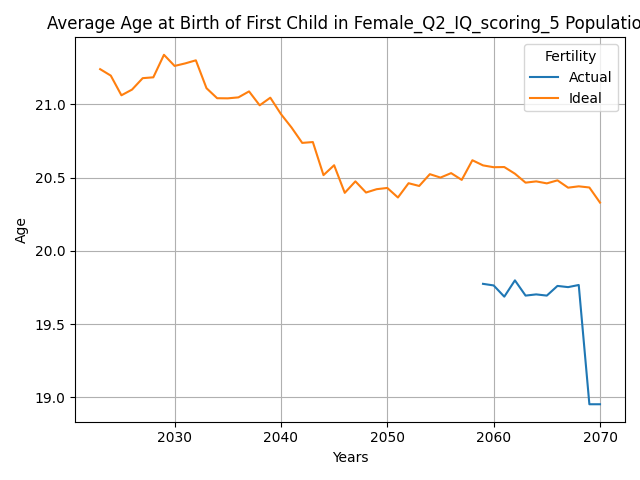 Average Age at Birth of First Child in Female_Q2_IQ_scoring_5 Populatio
Fertility
Actual
Ideal
21.0
20.5
20.0
19.5
19.0
Age
2030 2040 2050 2060 2070
Years